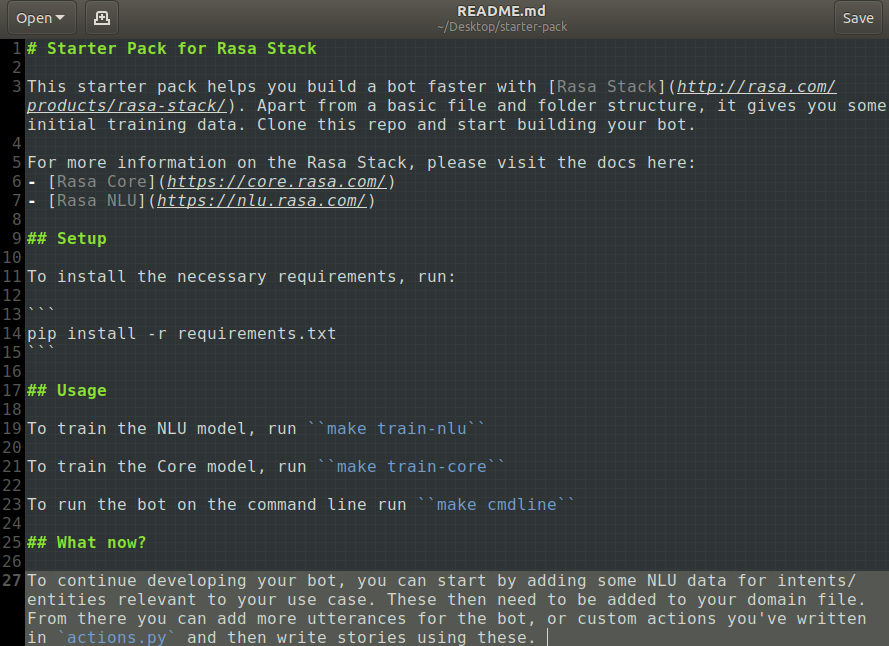 Open
README.md
~/Desktop/starter-pack
Save
1 # Starter Pack for Rasa Stack
2
3 This starter pack helps you build a bot faster with [Rasa Stack](http://rasa.com/
products/rasa-stack/). Apart from a basic file and folder structure, it gives you some
initial training data. Clone this repo and start building your bot.
4
5 For more information on the Rasa Stack, please visit the docs here:
6 - [Rasa Core](https://core.rasa.com/)
7 - [Rasa NLU](https://nlu.rasa.com/)
8
9 ## Setup
10
11 To install the necessary requirements, run:
12
13 ```
14 pip install -r requirements.txt
15 ```
16
17 ## Usage
18
19 To train the NLU model, run ``make train-nlu``
20
21 To train the Core model, run ``make train-core``
22
23 To run the bot on the command line run ``make cmdline``
24
25 ## What now?
26
27 To continue developing your bot, you can start by adding some NLU data for intents/
entities relevant to your use case. These then need to be added to your domain file.
From there you can add more utterances for the bot, or custom actions you've written
in `actions.py` and then write stories using these.